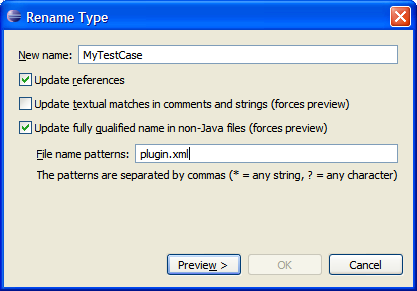 Rename Type
New name: MyTestCase
Update references
Update textual matches in comments and strings (forces preview)
Update fully qualified name in non-Java files (forces preview)
File name patterns: plugin.xml
The patterns are separated by commas (* = any string, ? = any character)
Preview > OK Cancel